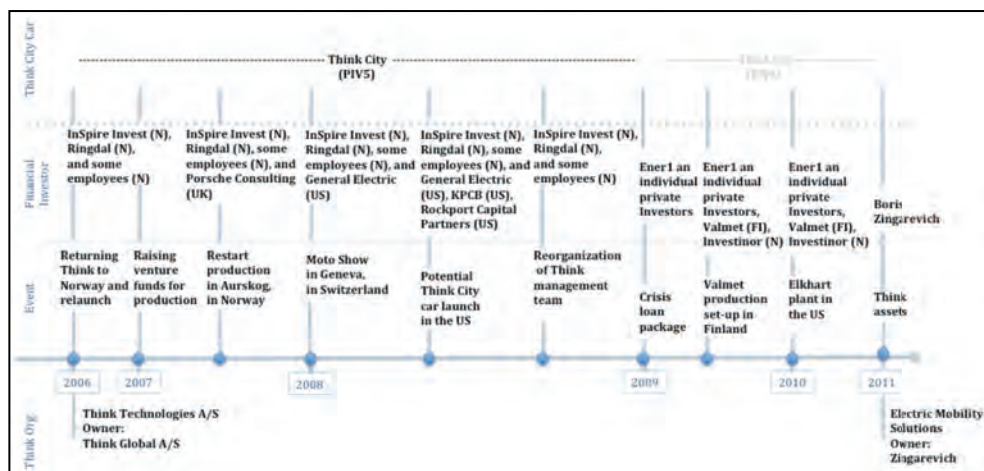 Think City Car
Think City
(PIV5)
Financial
Investor
InSpire Invest (N),
Ringdal (N),
and some
employees (N)
InSpire Invest (N),
Ringdal (N), some
employees (N), and
Porsche Consulting
(UK)
InSpire Invest (N),
Ringdal (N), some
employees (N), and
General Electric
(US)
InSpire Invest (N),
Ringdal (N), some
employees (N), and
General Electric
(US), KPCB (US),
Rockport Capital
Partners (US)
InSpire Invest (N),
Ringdal (N),
and some
employees (N)
Ener1 an
individual
private
Investors
Ener1 an
individual
private
Investors,
Valmet (FI),
Investinor (N)
Ener1 an
individual
private
Investors,
Valmet (FI),
Investinor (N)
Boris
Zingarevich
Event
Returning
Think to
Norway and
relaunch
Raising
venture
funds for
production
Restart
production
in Aurskog,
in Norway
Moto Show
in Geneva,
in Switzerland
Potential
Think City
car launch
in the US
Reorganization
of Think
management
team
Crisis
loan
package
Valmet
production
set-up in
Finland
Elkhart
plant in
the US
Think
assets
2006
2007
2008
2009
2010
2011
Think Org.
Think Technologies A/S
Owner:
Think Global A/S
Electric Mobility
Solutions
Owner:
Zingarevich